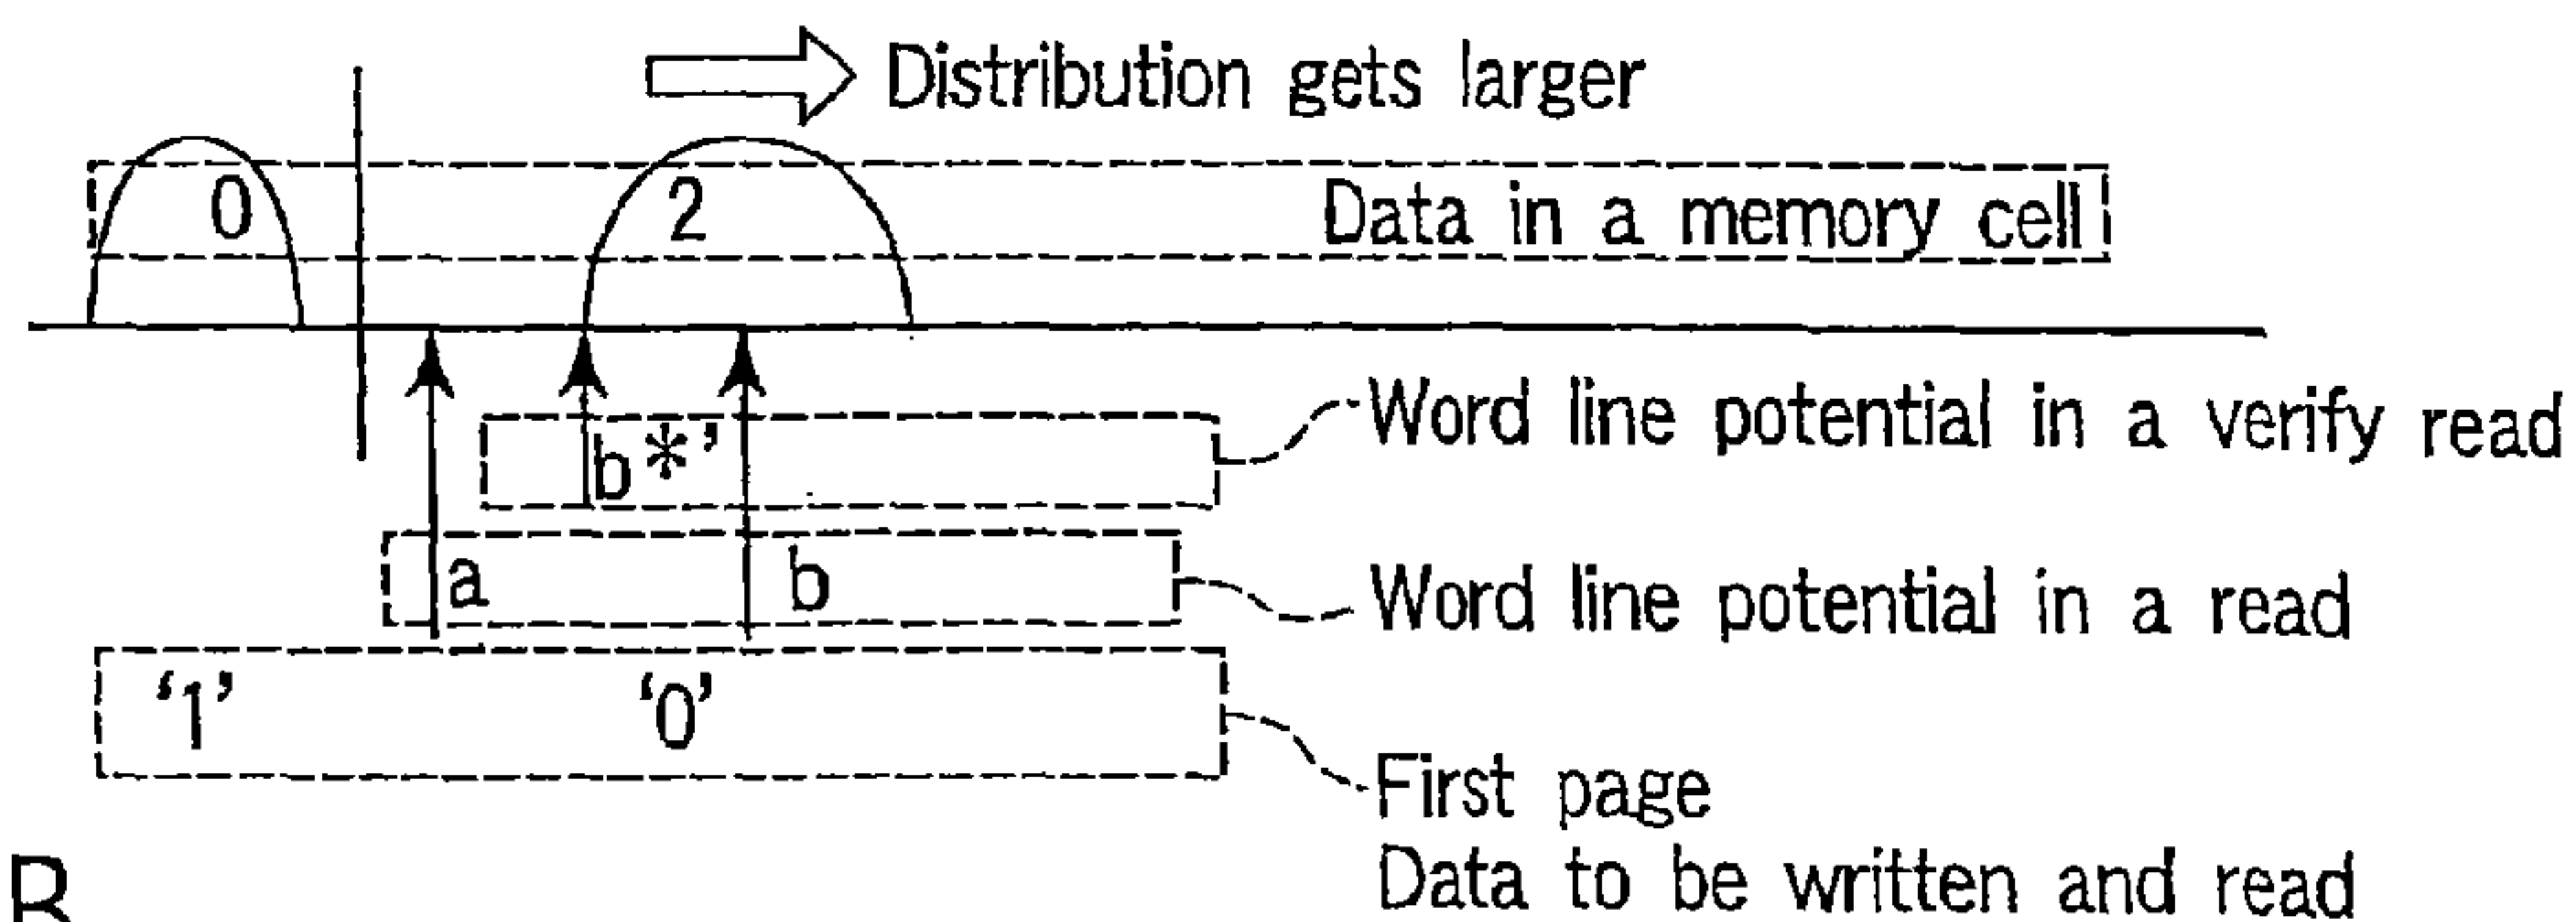 Distribution gets larger
0 2 Data in a memory cell
b*' Word line potential in a verify read
a b Word line potential in a read
‘1’ ‘0’
First page
Data to be written and read
B